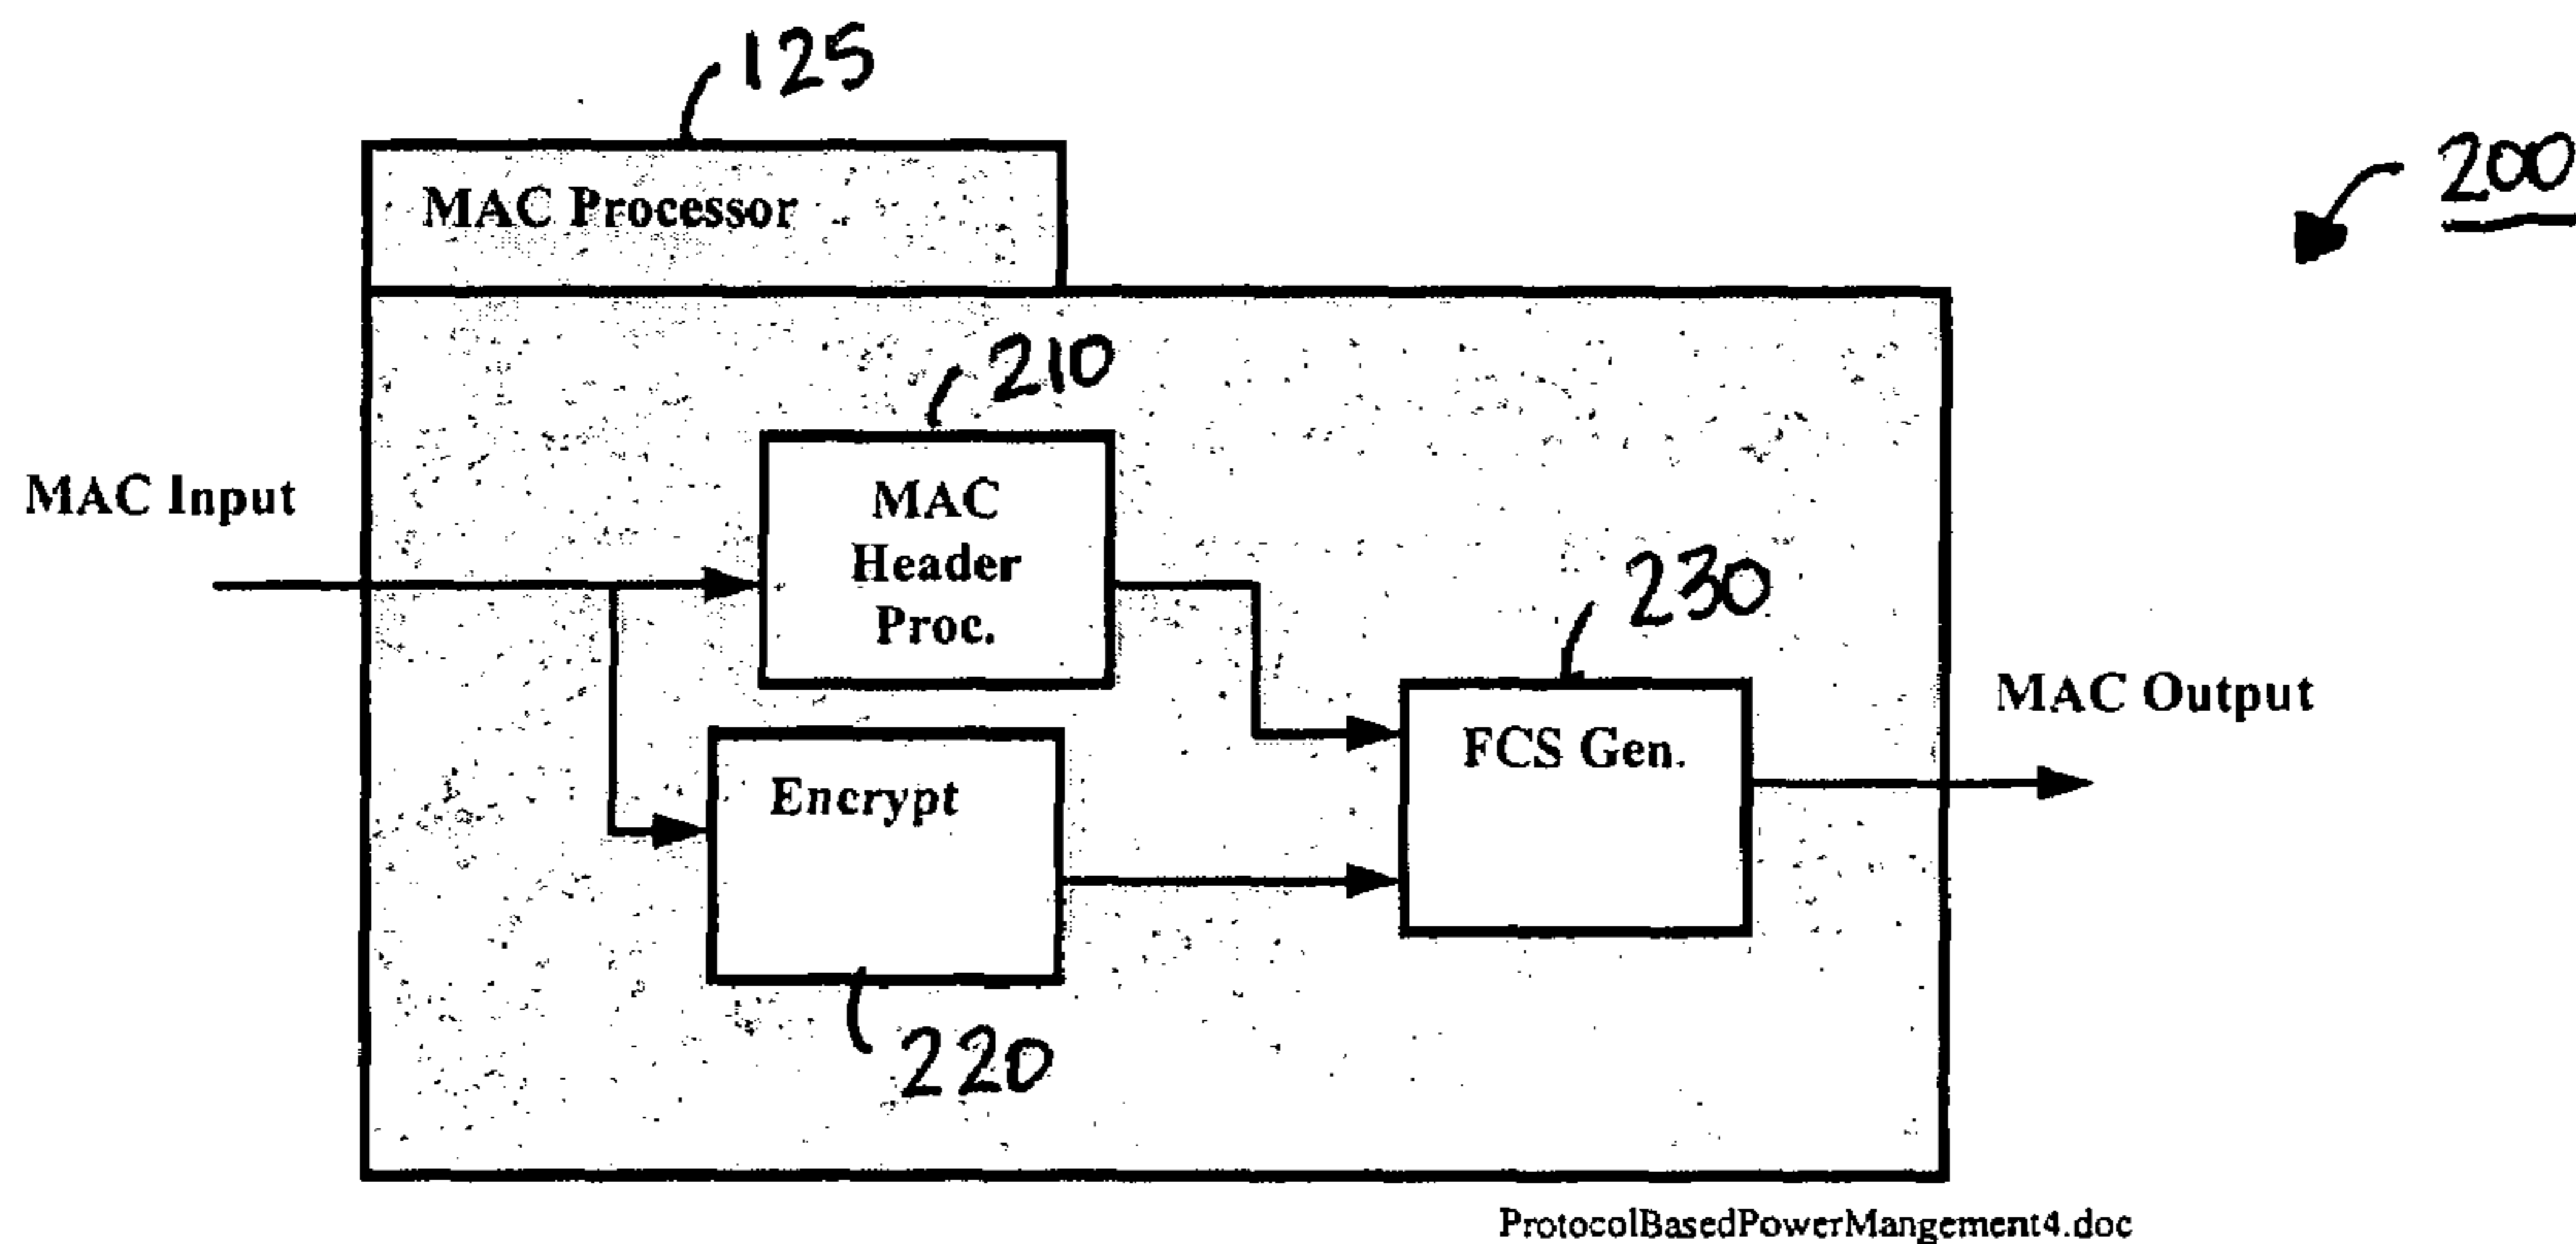 125
200
MAC Processor
210
MAC Input
MAC
Header
Proc.
230
MAC Output
FCS Gen.
Encrypt
220
ProtocolBasedPowerMangement4.doc